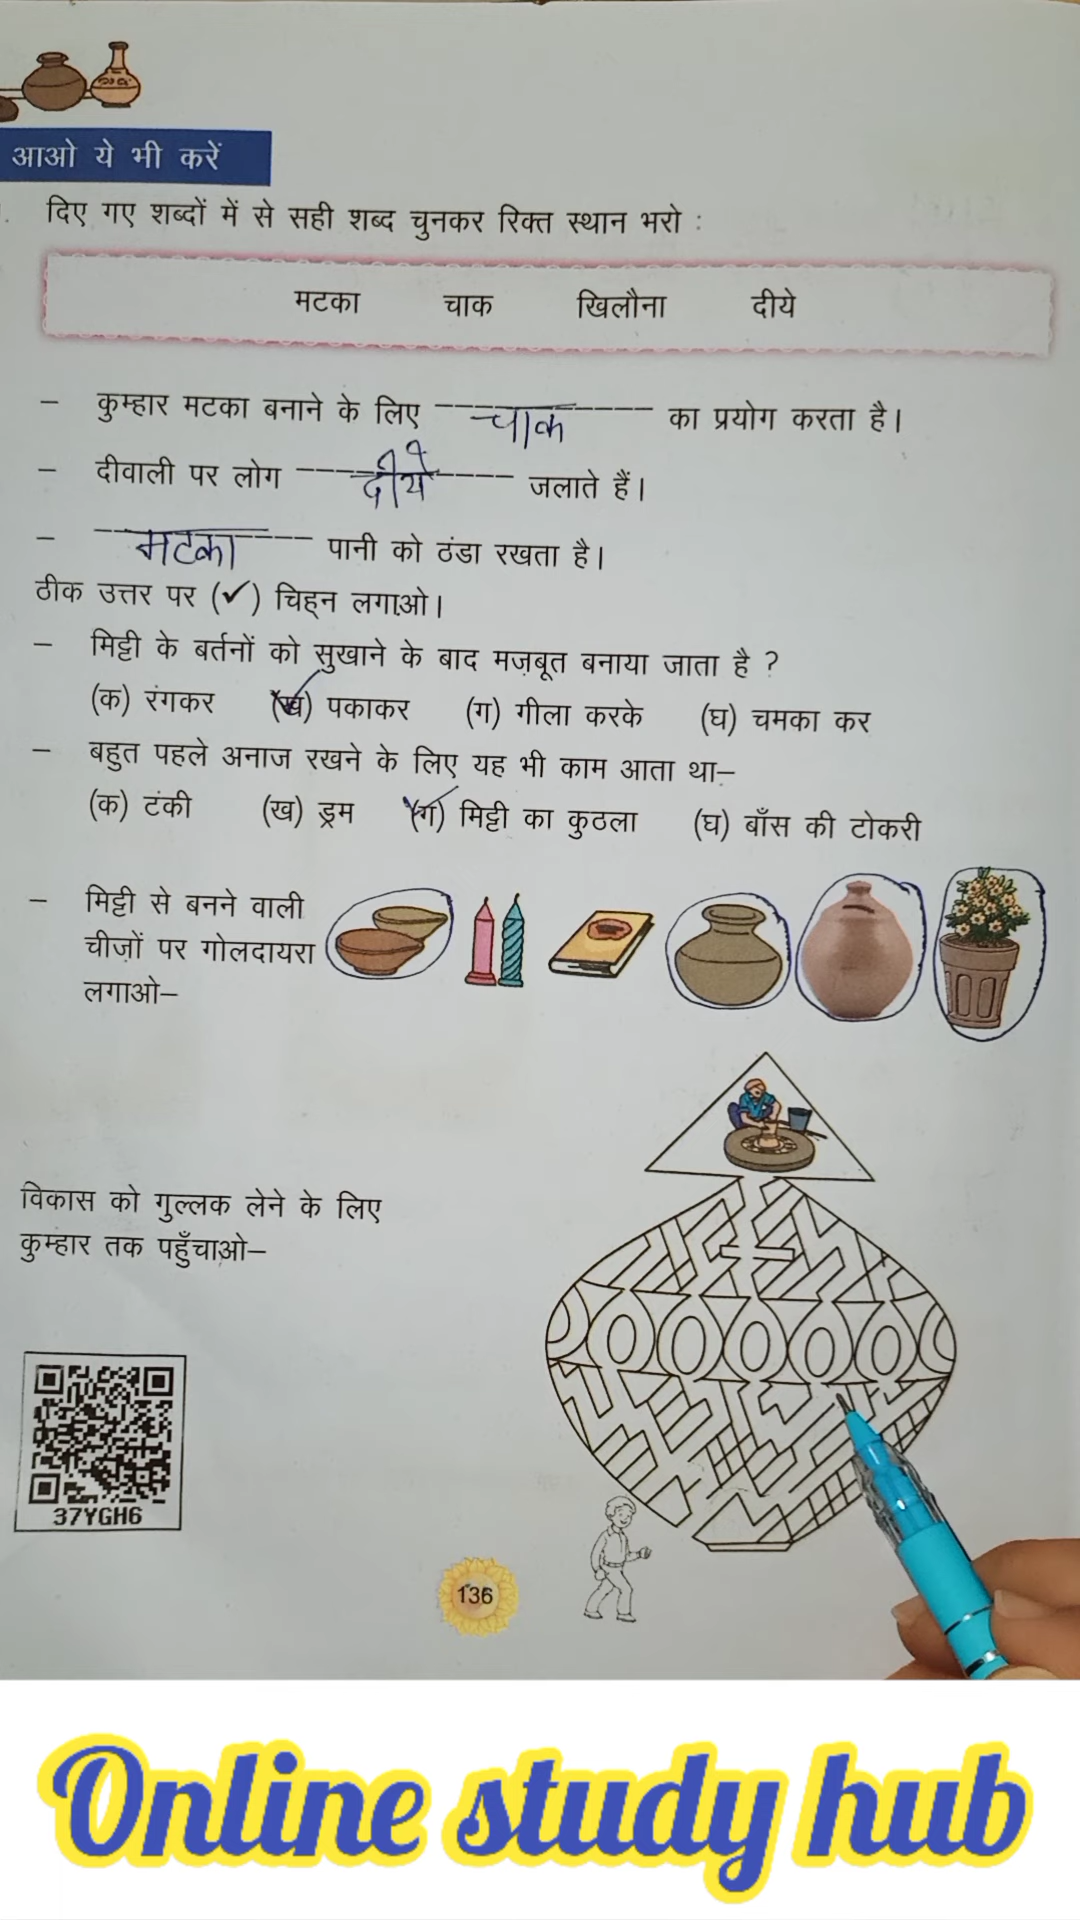 आओ ये भी करें
दिए गए शब्दों में से सही शब्द चुनकर रिक्त स्थान भरो :
मटका चाक खिलौना दीये
– कुम्हार मटका बनाने के लिए चाक का प्रयोग करता है।
– दीवाली पर लोग दीये जलाते हैं।
– मटका पानी को ठंडा रखता है।
ठीक उत्तर पर (✓) चिह्न लगाओ।
– मिट्टी के बर्तनों को सुखाने के बाद मज़बूत बनाया जाता है ?
(क) रंगकर (ख) पकाकर (ग) गीला करके (घ) चमका कर
– बहुत पहले अनाज रखने के लिए यह भी काम आता था–
(क) टंकी (ख) ड्रम (ग) मिट्टी का कुठला (घ) बाँस की टोकरी
– मिट्टी से बनने वाली
चीज़ों पर गोलदायरा
लगाओ–
विकास को गुल्लक लेने के लिए
कुम्हार तक पहुँचाओ–
37YGH6
136
Online study hub